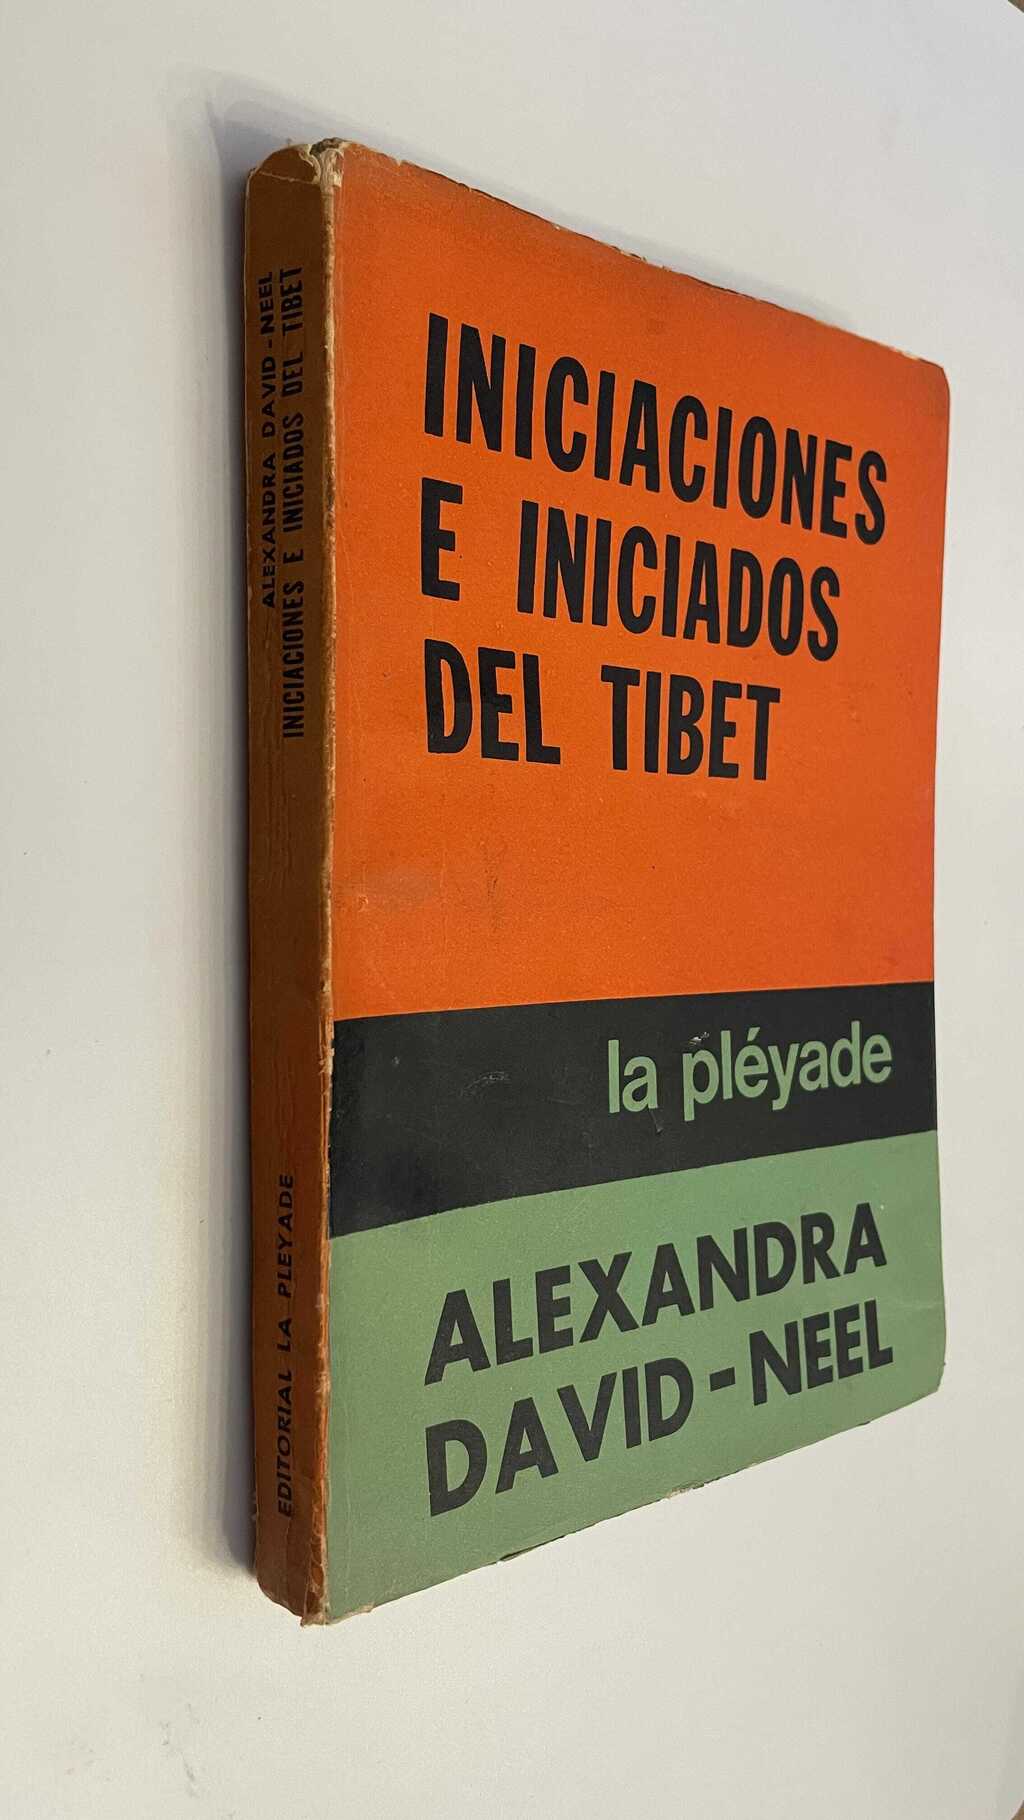 ALEXANDRA DAVID-NEEL
INICIACIONES E INICIADOS DEL TIBET
EDITORIAL LA PLEYADE
INICIACIONES
E INICIADOS
DEL TIBET
la pléyade
ALEXANDRA
DAVID-NEEL